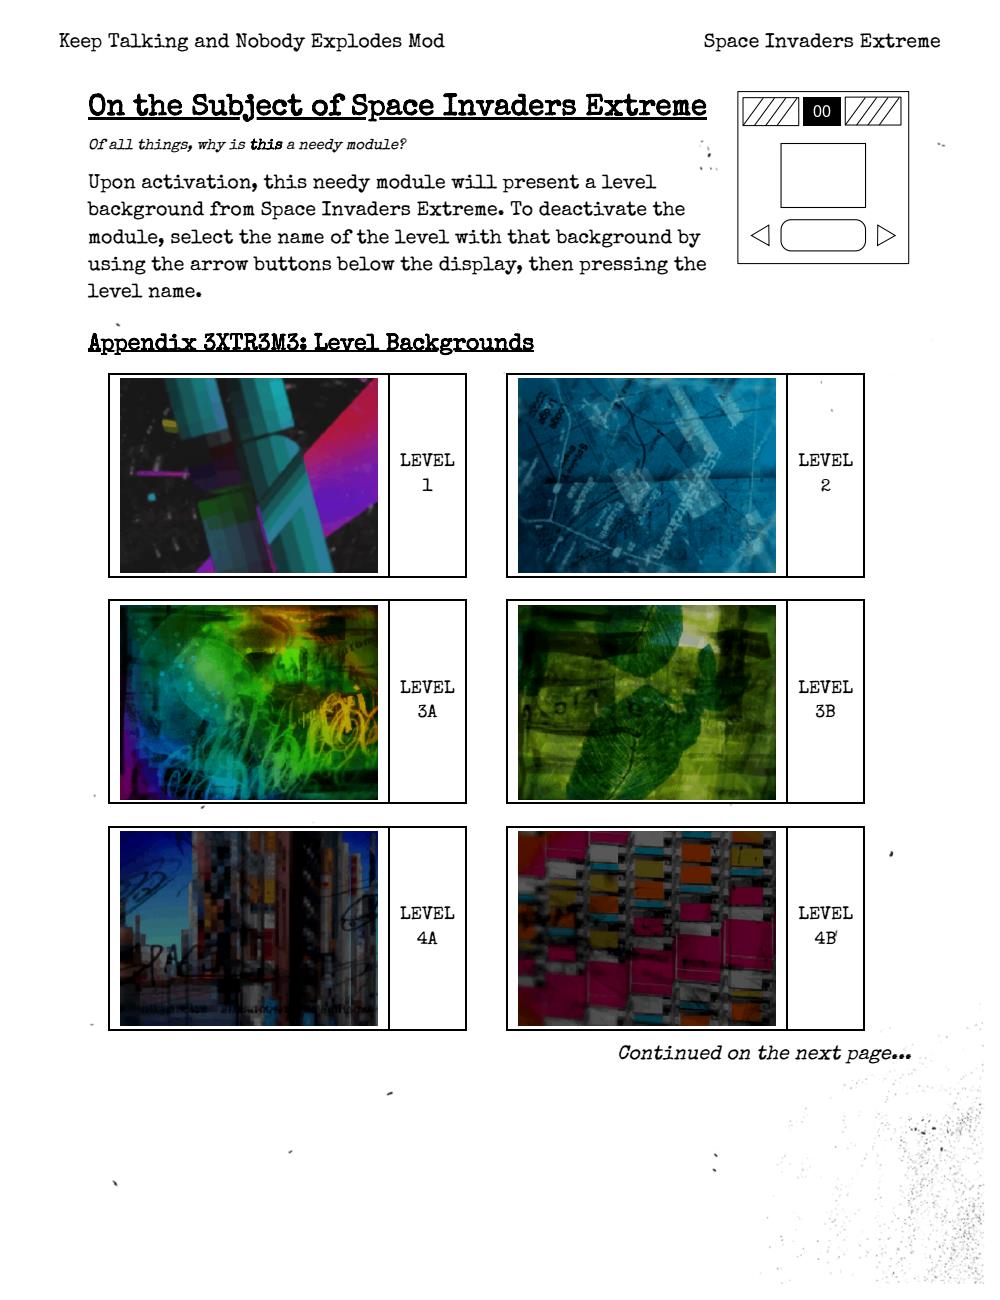 Keep Talking and Nobody Explodes Mod
Space Invaders Extreme
On the Subject of Space Invaders Extreme
Of all things, why is this a needy module?
00
Upon activation, this needy module will present a level
background from Space Invaders Extreme. To deactivate the
module, select the name of the level with that background by
using the arrow buttons below the display, then pressing the
level name.
Appendix 3XTR3M3: Level Backgrounds
LEVEL
1
LEVEL
2
LEVEL
3A
LEVEL
3B
LEVEL
4A
LEVEL
4B
Continued on the next page...